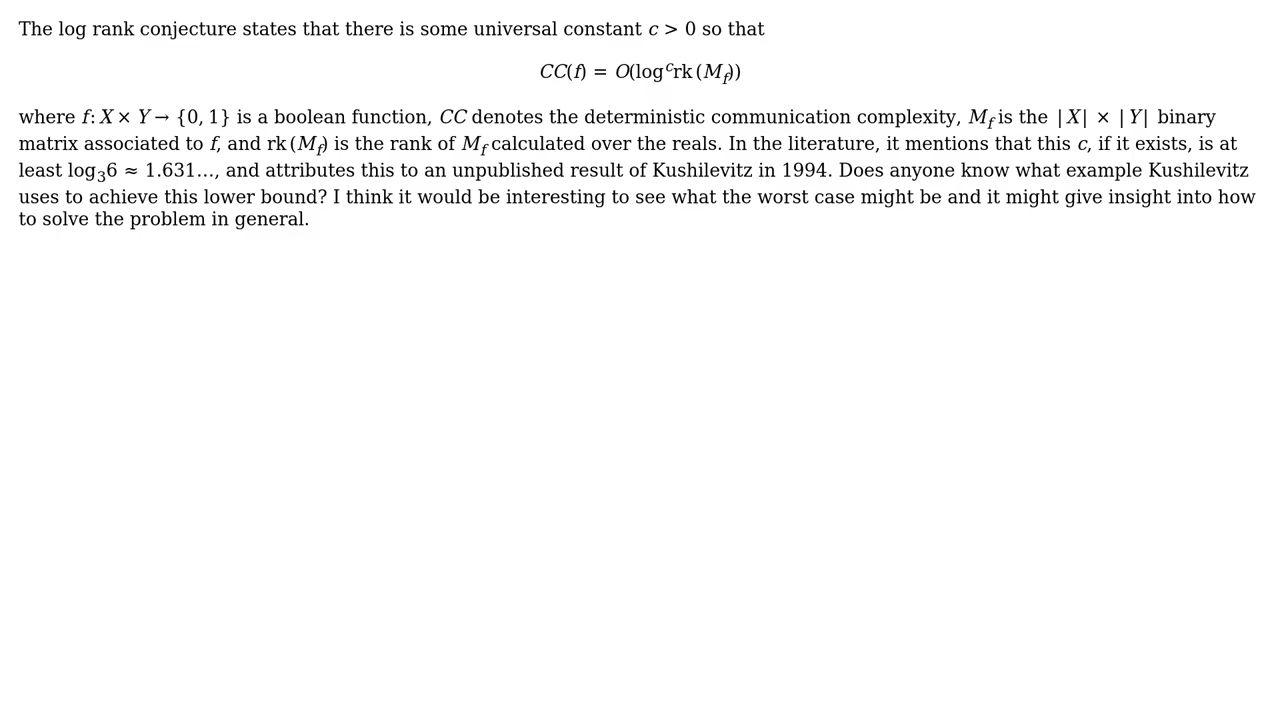 The log rank conjecture states that there is some universal constant c > 0 so that
CC(f) = O(log^c rk (M_f))
where f: X × Y → {0, 1} is a boolean function, CC denotes the deterministic communication complexity, M_f is the |X| × |Y| binary
matrix associated to f, and rk (M_f) is the rank of M_f calculated over the reals. In the literature, it mentions that this c, if it exists, is at
least log_3 6 ≈ 1.631…, and attributes this to an unpublished result of Kushilevitz in 1994. Does anyone know what example Kushilevitz
uses to achieve this lower bound? I think it would be interesting to see what the worst case might be and it might give insight into how
to solve the problem in general.